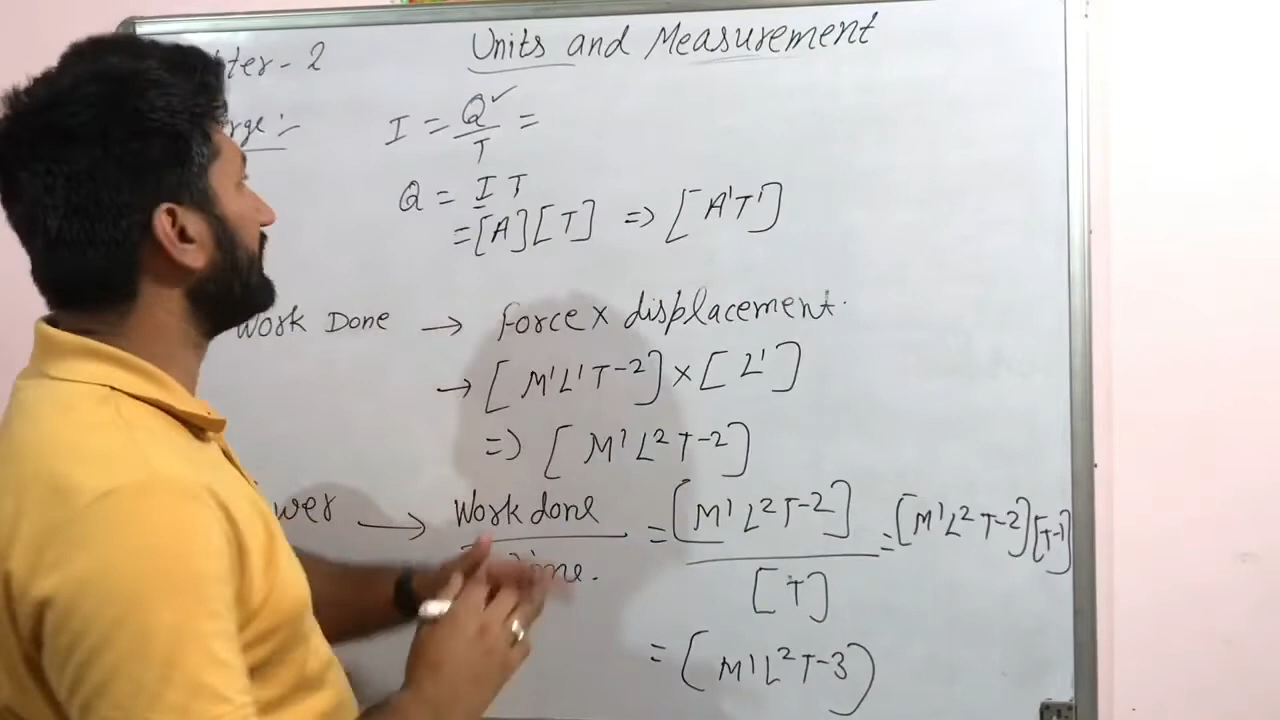 Units and Measurement
ter - 2
rge :-
I = Q✓/T =
Q = I T
= [A] [T] => [A¹T¹]
Work Done → Force × displacement.
→ [M¹L¹T-2] × [L¹]
=> [M¹L²T-2]
wer → Work done/ime. = [M¹L²T-2]/[T] = [M¹L²T-2][T-1]
= (M1L²T-3)